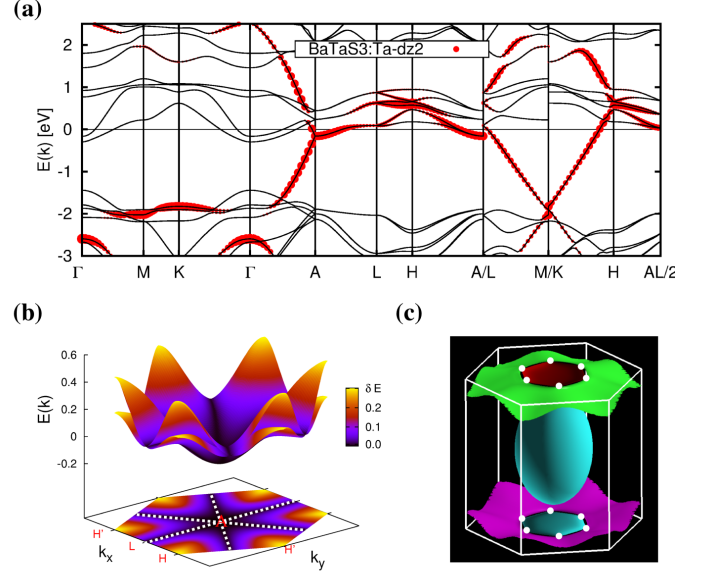 (a)
BaTaS3:Ta-dz2
E(k) [eV]
2
1
0
-1
-2
-3
Γ M K Γ A L H A/L M/K H AL/2
(b)
(c)
E(k)
0.6
0.4
0.2
0
-0.2
δ E
0.2
0.1
0.0
A
H'
L
H
H'
k_x
k_y